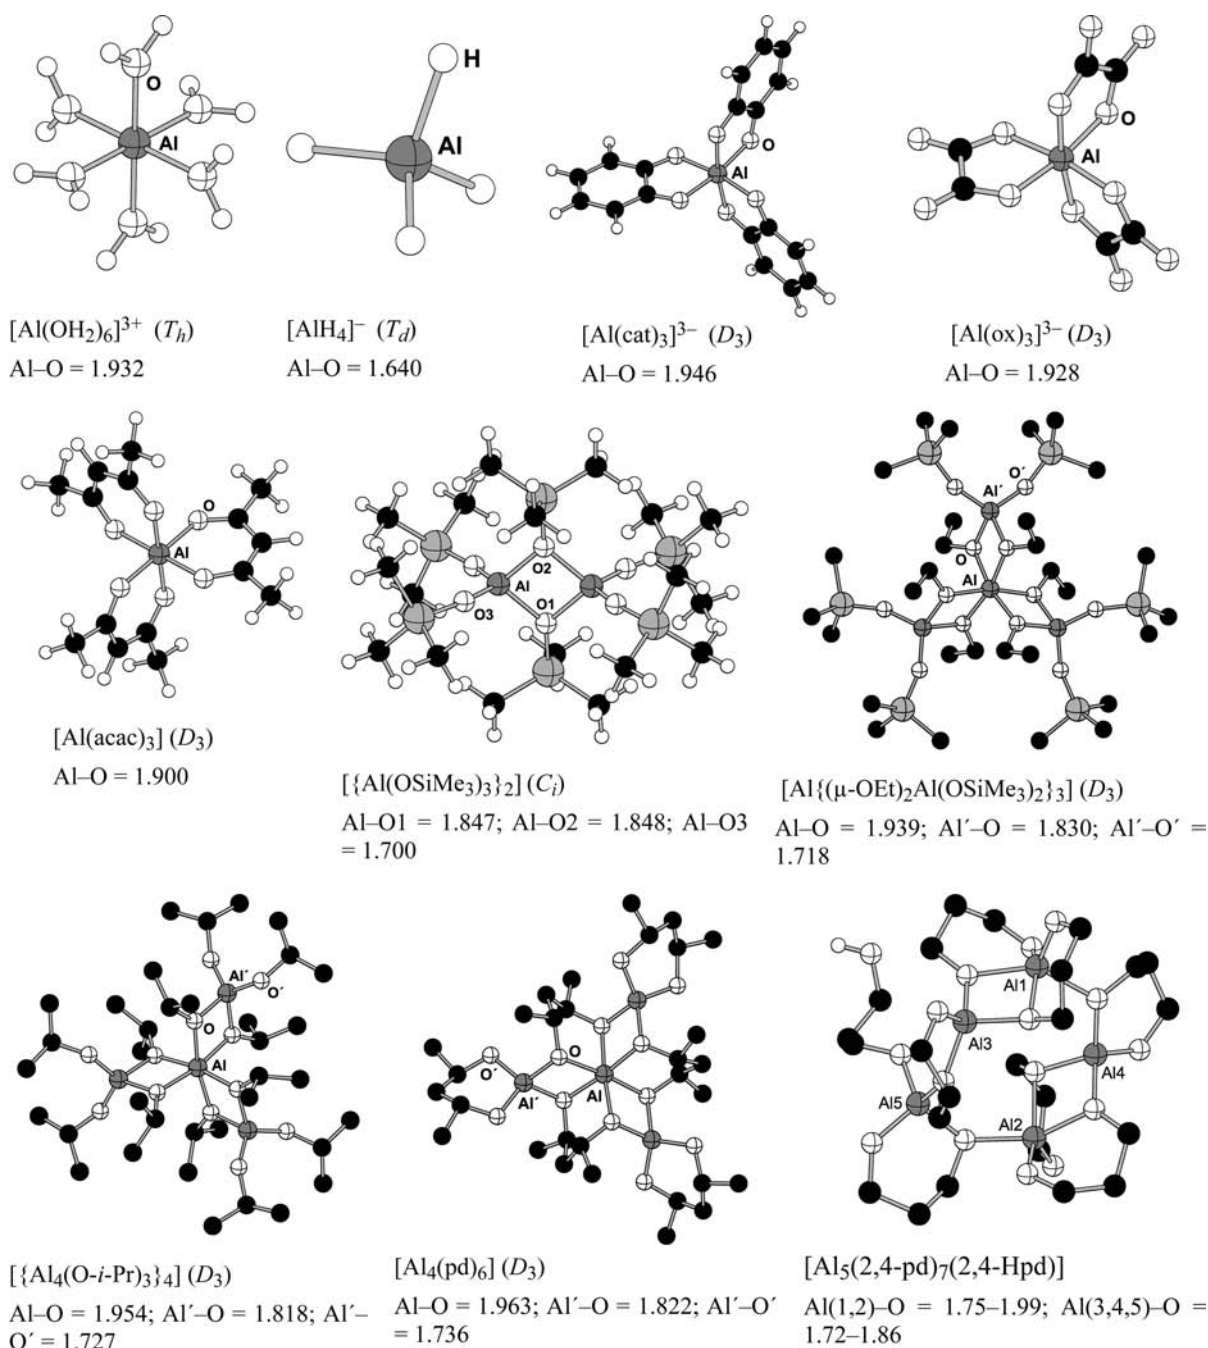 H
O
Al
Al
O
Al
O
Al
[Al(OH2)6]3+ (Th)
Al–O = 1.932
[AlH4]– (Td)
Al–O = 1.640
[Al(cat)3]3– (D3)
Al–O = 1.946
[Al(ox)3]3– (D3)
Al–O = 1.928
O
Al
O2
Al
O1
O3
O´
Al´
O
Al
[Al(acac)3] (D3)
Al–O = 1.900
[{Al(OSiMe3)3}2] (Ci)
Al–O1 = 1.847; Al–O2 = 1.848; Al–O3
= 1.700
[Al{(μ-OEt)2Al(OSiMe3)2}3] (D3)
Al–O = 1.939; Al´–O = 1.830; Al´–O´ =
1.718
Al´
O´
O
Al
O
O´
Al´
Al
Al1
Al3
Al4
Al5
Al2
[{Al4(O-i-Pr)3}4] (D3)
Al–O = 1.954; Al´–O = 1.818; Al´–
O´ = 1.727
[Al4(pd)6] (D3)
Al–O = 1.963; Al´–O = 1.822; Al´–O´
= 1.736
[Al5(2,4-pd)7(2,4-Hpd)]
Al(1,2)–O = 1.75–1.99; Al(3,4,5)–O =
1.72–1.86